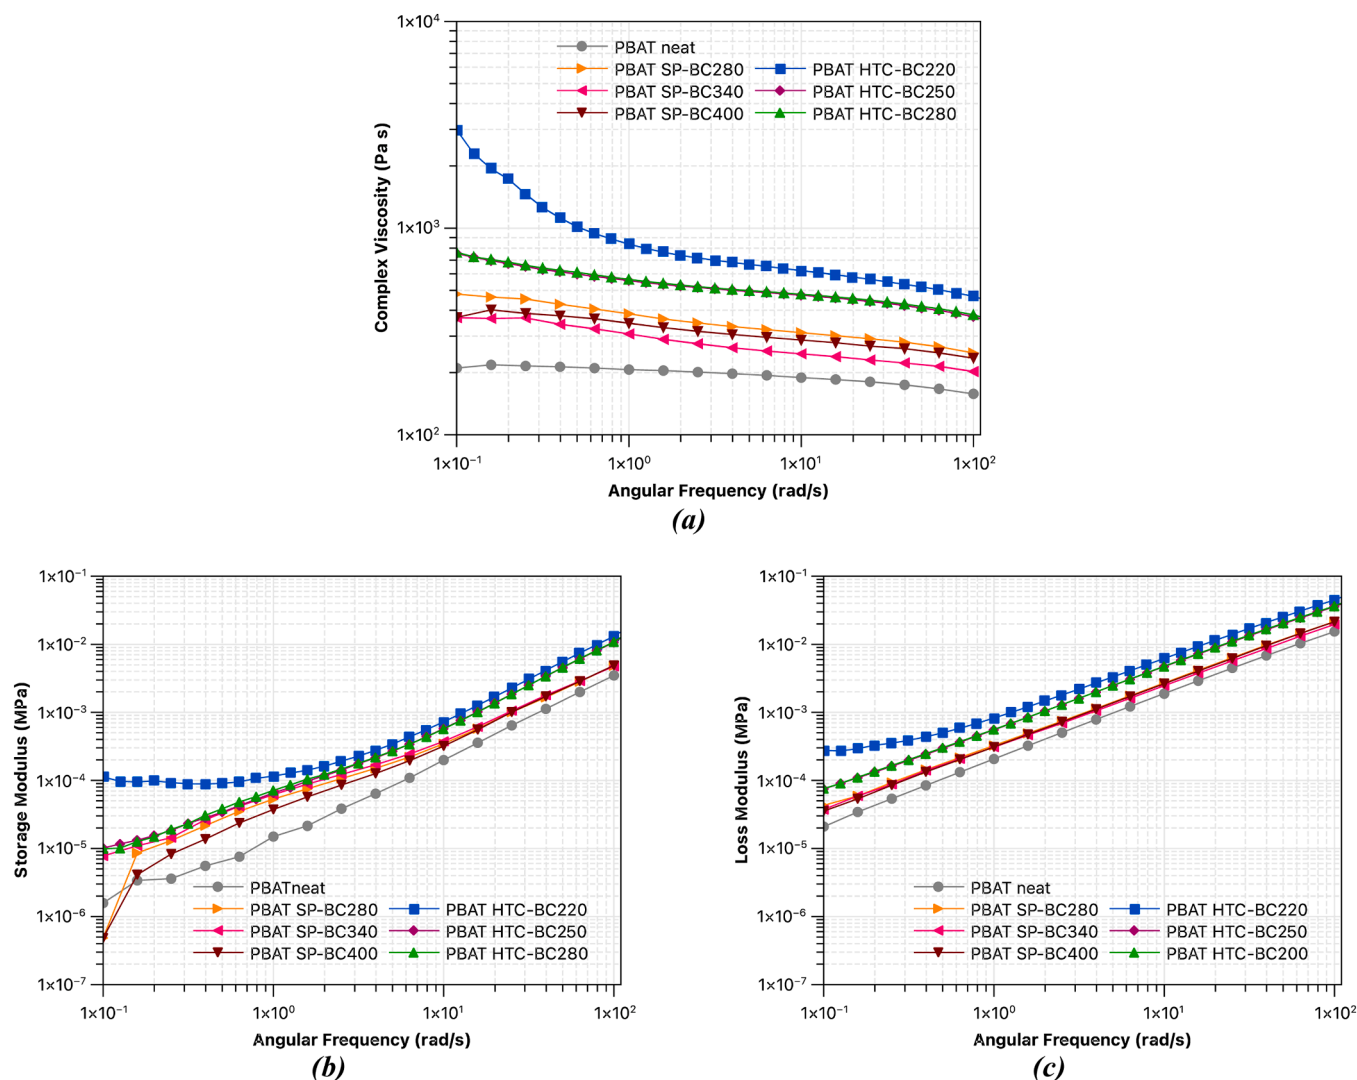 1×10⁴
1×10³
1×10²
Complex Viscosity (Pa s)
PBAT neat
PBAT SP-BC280
PBAT SP-BC340
PBAT SP-BC400
PBAT HTC-BC220
PBAT HTC-BC250
PBAT HTC-BC280
1×10⁻¹ 1×10⁰ 1×10¹ 1×10²
Angular Frequency (rad/s)
(a)
1×10⁻¹
1×10⁻²
1×10⁻³
1×10⁻⁴
1×10⁻⁵
1×10⁻⁶
1×10⁻⁷
Storage Modulus (MPa)
PBATneat
PBAT SP-BC280
PBAT SP-BC340
PBAT SP-BC400
PBAT HTC-BC220
PBAT HTC-BC250
PBAT HTC-BC280
1×10⁻¹ 1×10⁰ 1×10¹ 1×10²
Angular Frequency (rad/s)
(b)
1×10⁻¹
1×10⁻²
1×10⁻³
1×10⁻⁴
1×10⁻⁵
1×10⁻⁶
1×10⁻⁷
Loss Modulus (MPa)
PBAT neat
PBAT SP-BC280
PBAT SP-BC340
PBAT SP-BC400
PBAT HTC-BC220
PBAT HTC-BC250
PBAT HTC-BC200
1×10⁻¹ 1×10⁰ 1×10¹ 1×10²
Angular Frequency (rad/s)
(c)